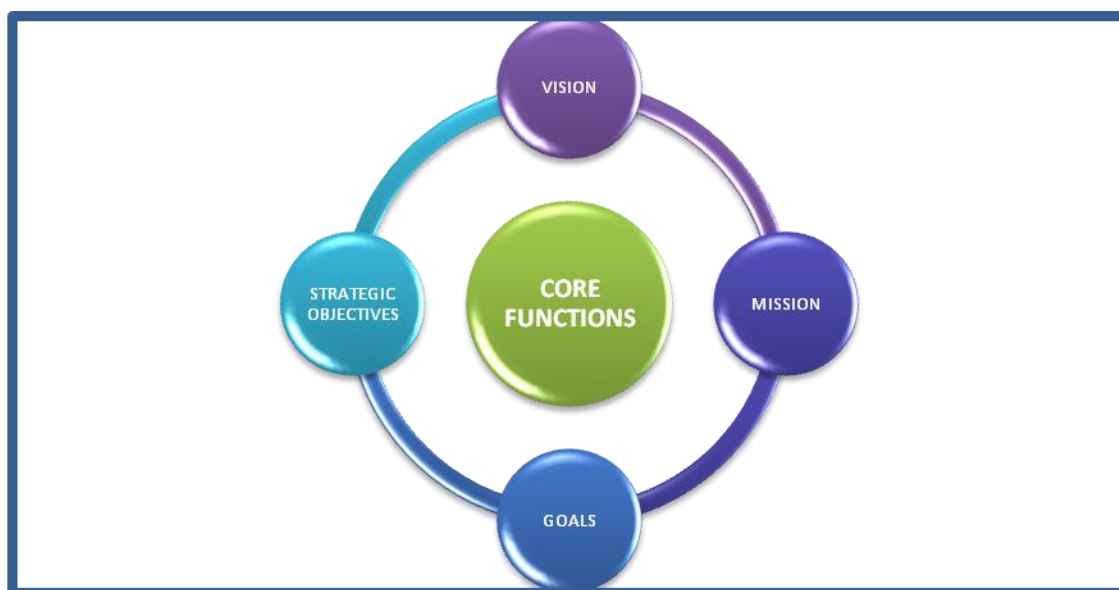 VISION
STRATEGIC
OBJECTIVES
CORE
FUNCTIONS
MISSION
GOALS